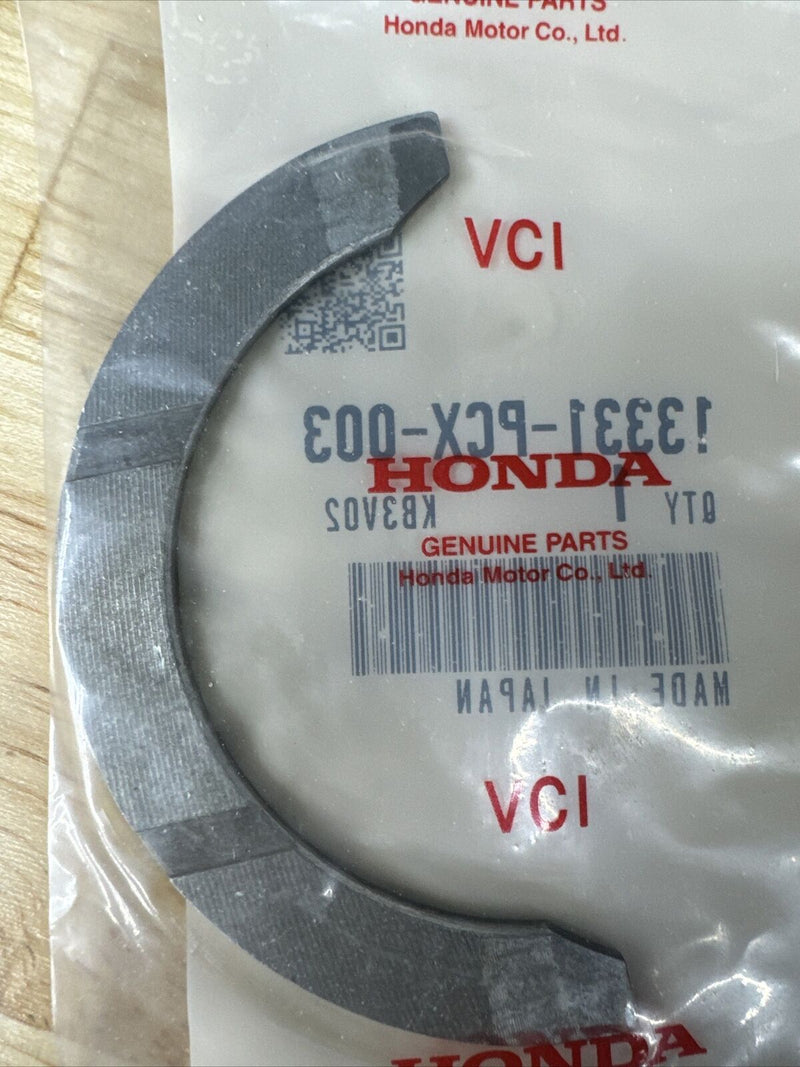 GENUINE PARTS
Honda Motor Co., Ltd.
VCI
13331-PCX-003
HONDA
QTY 1 KB3V02
GENUINE PARTS
Honda Motor Co., Ltd.
MADE IN JAPAN
VCI
HONDA